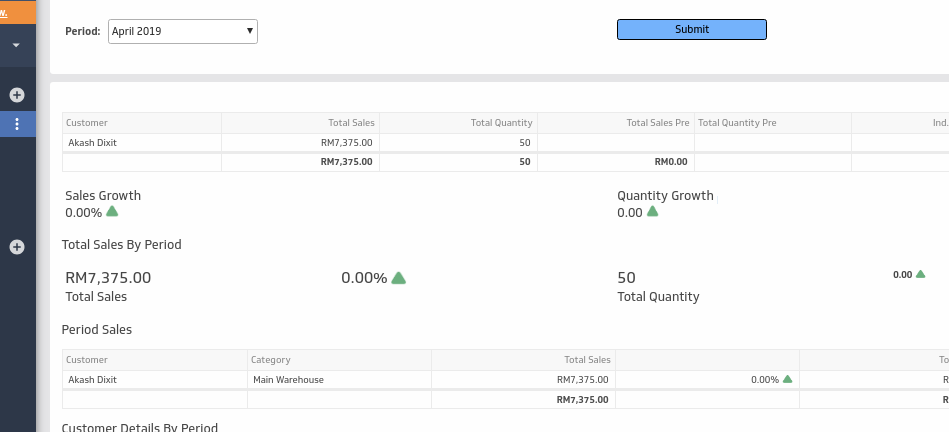 w.
Period: April 2019
Submit
Customer Total Sales Total Quantity Total Sales Pre Total Quantity Pre Ind.
Akash Dixit RM7,375.00 50
RM7,375.00 50 RM0.00
Sales Growth Quantity Growth
0.00% 0.00
Total Sales By Period
RM7,375.00 0.00% 50 0.00
Total Sales Total Quantity
Period Sales
Customer Category Total Sales To
Akash Dixit Main Warehouse RM7,375.00 0.00% R
RM7,375.00 R
Customer Details By Period